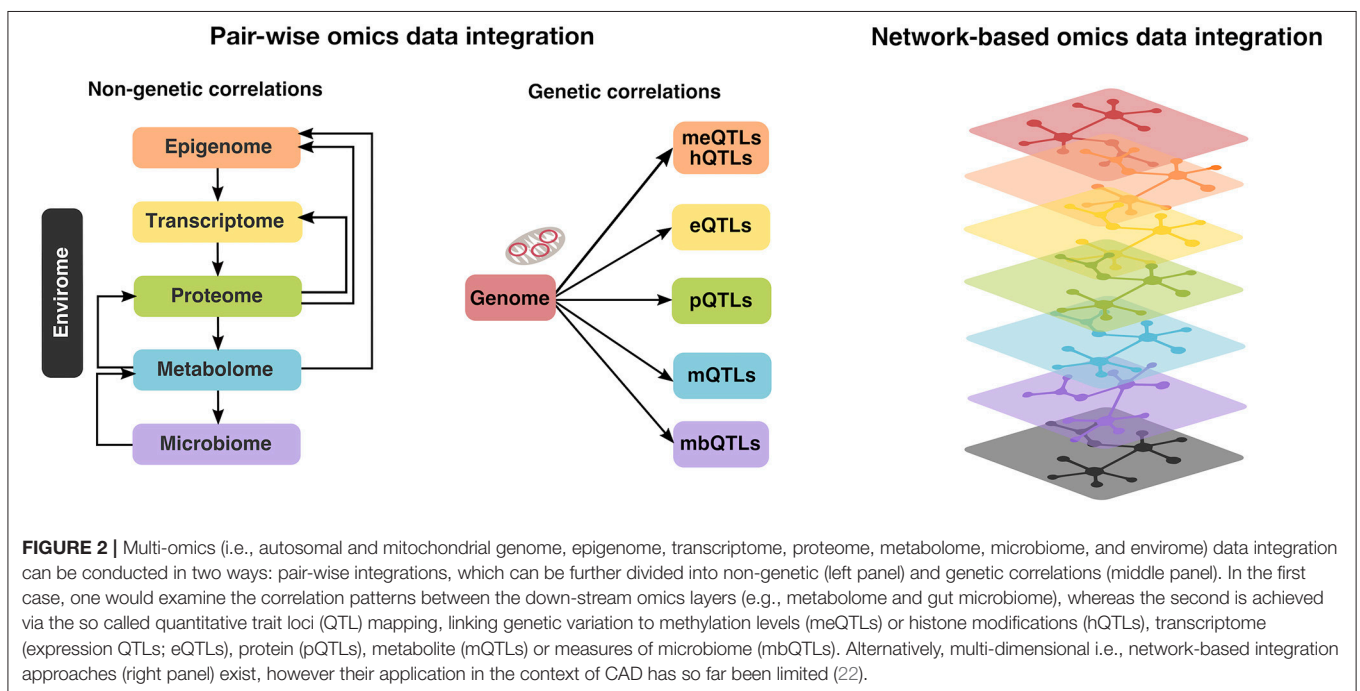 Pair-wise omics data integration
Network-based omics data integration
Non-genetic correlations
Genetic correlations
Epigenome
Transcriptome
Proteome
Metabolome
Microbiome
Envirome
Genome
meQTLs
hQTLs
eQTLs
pQTLs
mQTLs
mbQTLs
FIGURE 2 | Multi-omics (i.e., autosomal and mitochondrial genome, epigenome, transcriptome, proteome, metabolome, microbiome, and envirome) data integration
can be conducted in two ways: pair-wise integrations, which can be further divided into non-genetic (left panel) and genetic correlations (middle panel). In the first
case, one would examine the correlation patterns between the down-stream omics layers (e.g., metabolome and gut microbiome), whereas the second is achieved
via the so called quantitative trait loci (QTL) mapping, linking genetic variation to methylation levels (meQTLs) or histone modifications (hQTLs), transcriptome
(expression QTLs; eQTLs), protein (pQTLs), metabolite (mQTLs) or measures of microbiome (mbQTLs). Alternatively, multi-dimensional i.e., network-based integration
approaches (right panel) exist, however their application in the context of CAD has so far been limited (22).